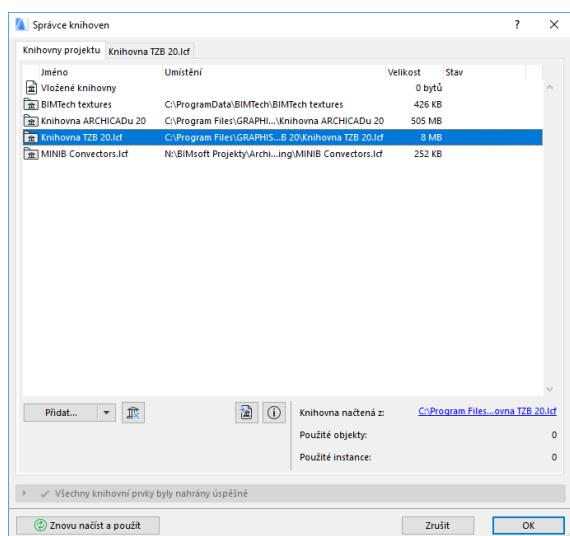 Správce knihoven
Knihovny projektu Knihovna TZB 20.lcf
Jméno Umístění Velikost Stav
Vložené knihovny 0 bytů
BIMTech textures C:\ProgramData\BIMTech\BIMTech textures 426 KB
Knihovna ARCHICADu 20 C:\Program Files\GRAPHI...\Knihovna ARCHICADu 20 505 MB
Knihovna TZB 20.lcf C:\Program Files\GRAPHIS...B 20\Knihovna TZB 20.lcf 8 MB
MINIB Convectors.lcf N:\BIMsoft Projekty\Archi...ing\MINIB Convectors.lcf 252 KB
Přidat...
Knihovna načtená z: C:\Program Files...ovna TZB 20.lcf
Použité objekty: 0
Použité instance: 0
Všechny knihovní prvky byly nahrány úspěšně
Znovu načíst a použít Zrušit OK